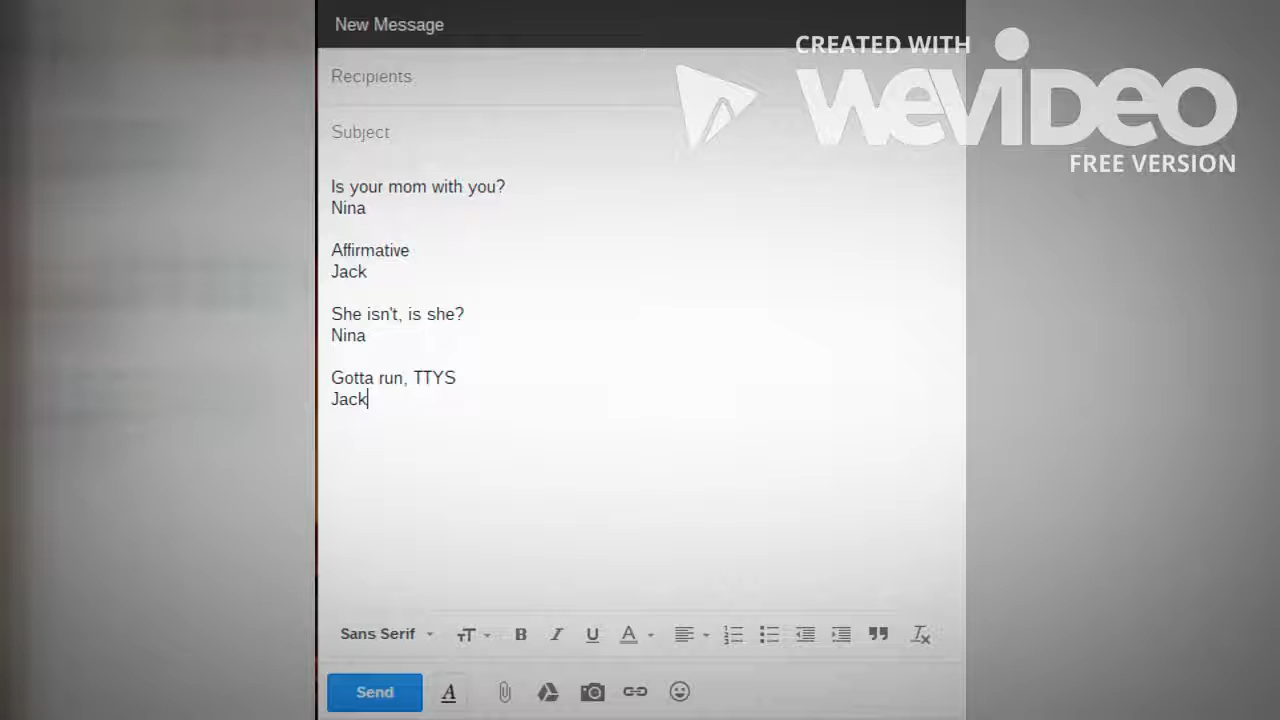 New Message
CREATED WITH
WEVIDEO
FREE VERSION
Recipients
Subject
Is your mom with you?
Nina
Affirmative
Jack
She isn't, is she?
Nina
Gotta run, TTYS
Jack
Sans Serif
Send